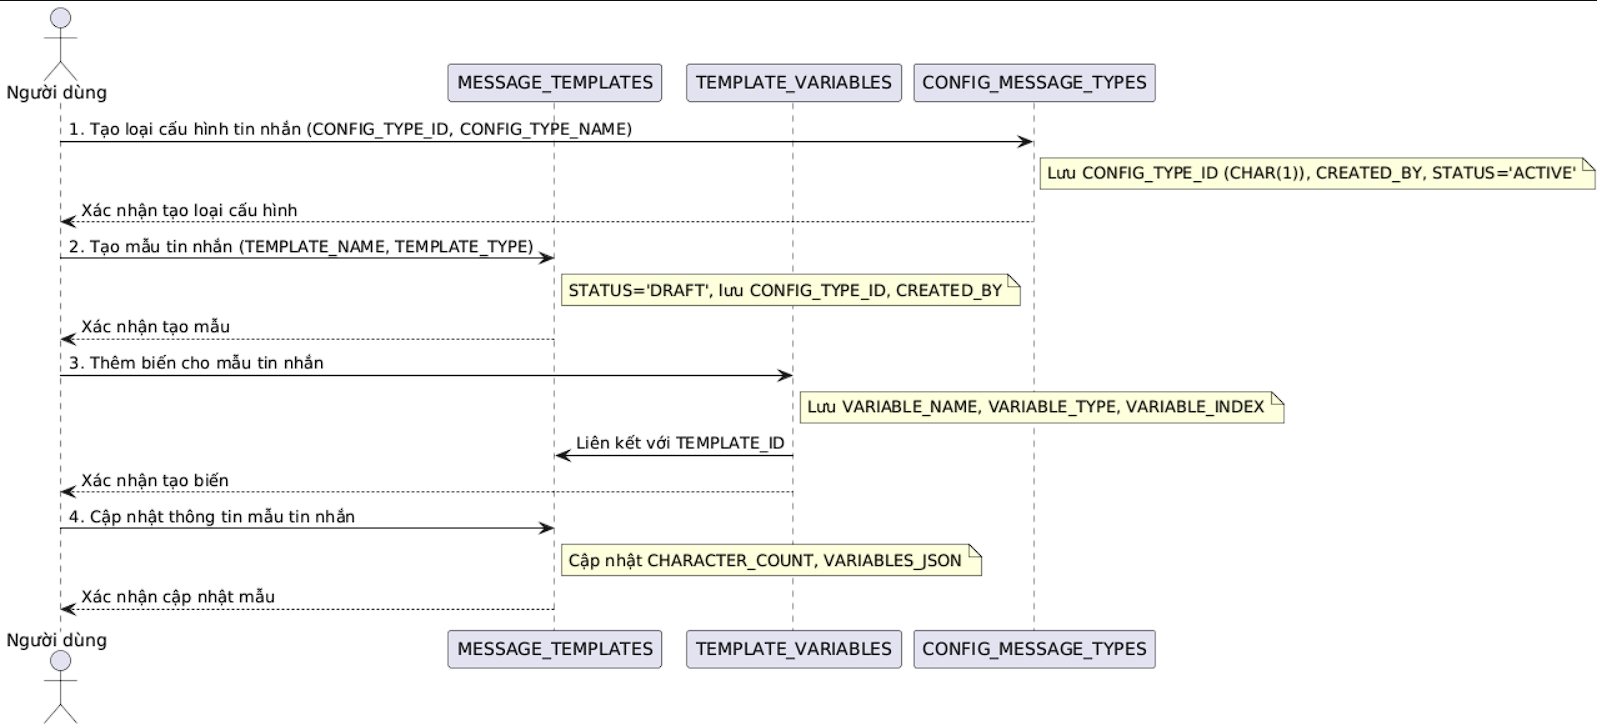 Người dùng
MESSAGE_TEMPLATES
TEMPLATE_VARIABLES
CONFIG_MESSAGE_TYPES
1. Tạo loại cấu hình tin nhắn (CONFIG_TYPE_ID, CONFIG_TYPE_NAME)
Lưu CONFIG_TYPE_ID (CHAR(1)), CREATED_BY, STATUS='ACTIVE'
Xác nhận tạo loại cấu hình
2. Tạo mẫu tin nhắn (TEMPLATE_NAME, TEMPLATE_TYPE)
STATUS='DRAFT', lưu CONFIG_TYPE_ID, CREATED_BY
Xác nhận tạo mẫu
3. Thêm biến cho mẫu tin nhắn
Lưu VARIABLE_NAME, VARIABLE_TYPE, VARIABLE_INDEX
Liên kết với TEMPLATE_ID
Xác nhận tạo biến
4. Cập nhật thông tin mẫu tin nhắn
Cập nhật CHARACTER_COUNT, VARIABLES_JSON
Xác nhận cập nhật mẫu
Người dùng
MESSAGE_TEMPLATES
TEMPLATE_VARIABLES
CONFIG_MESSAGE_TYPES